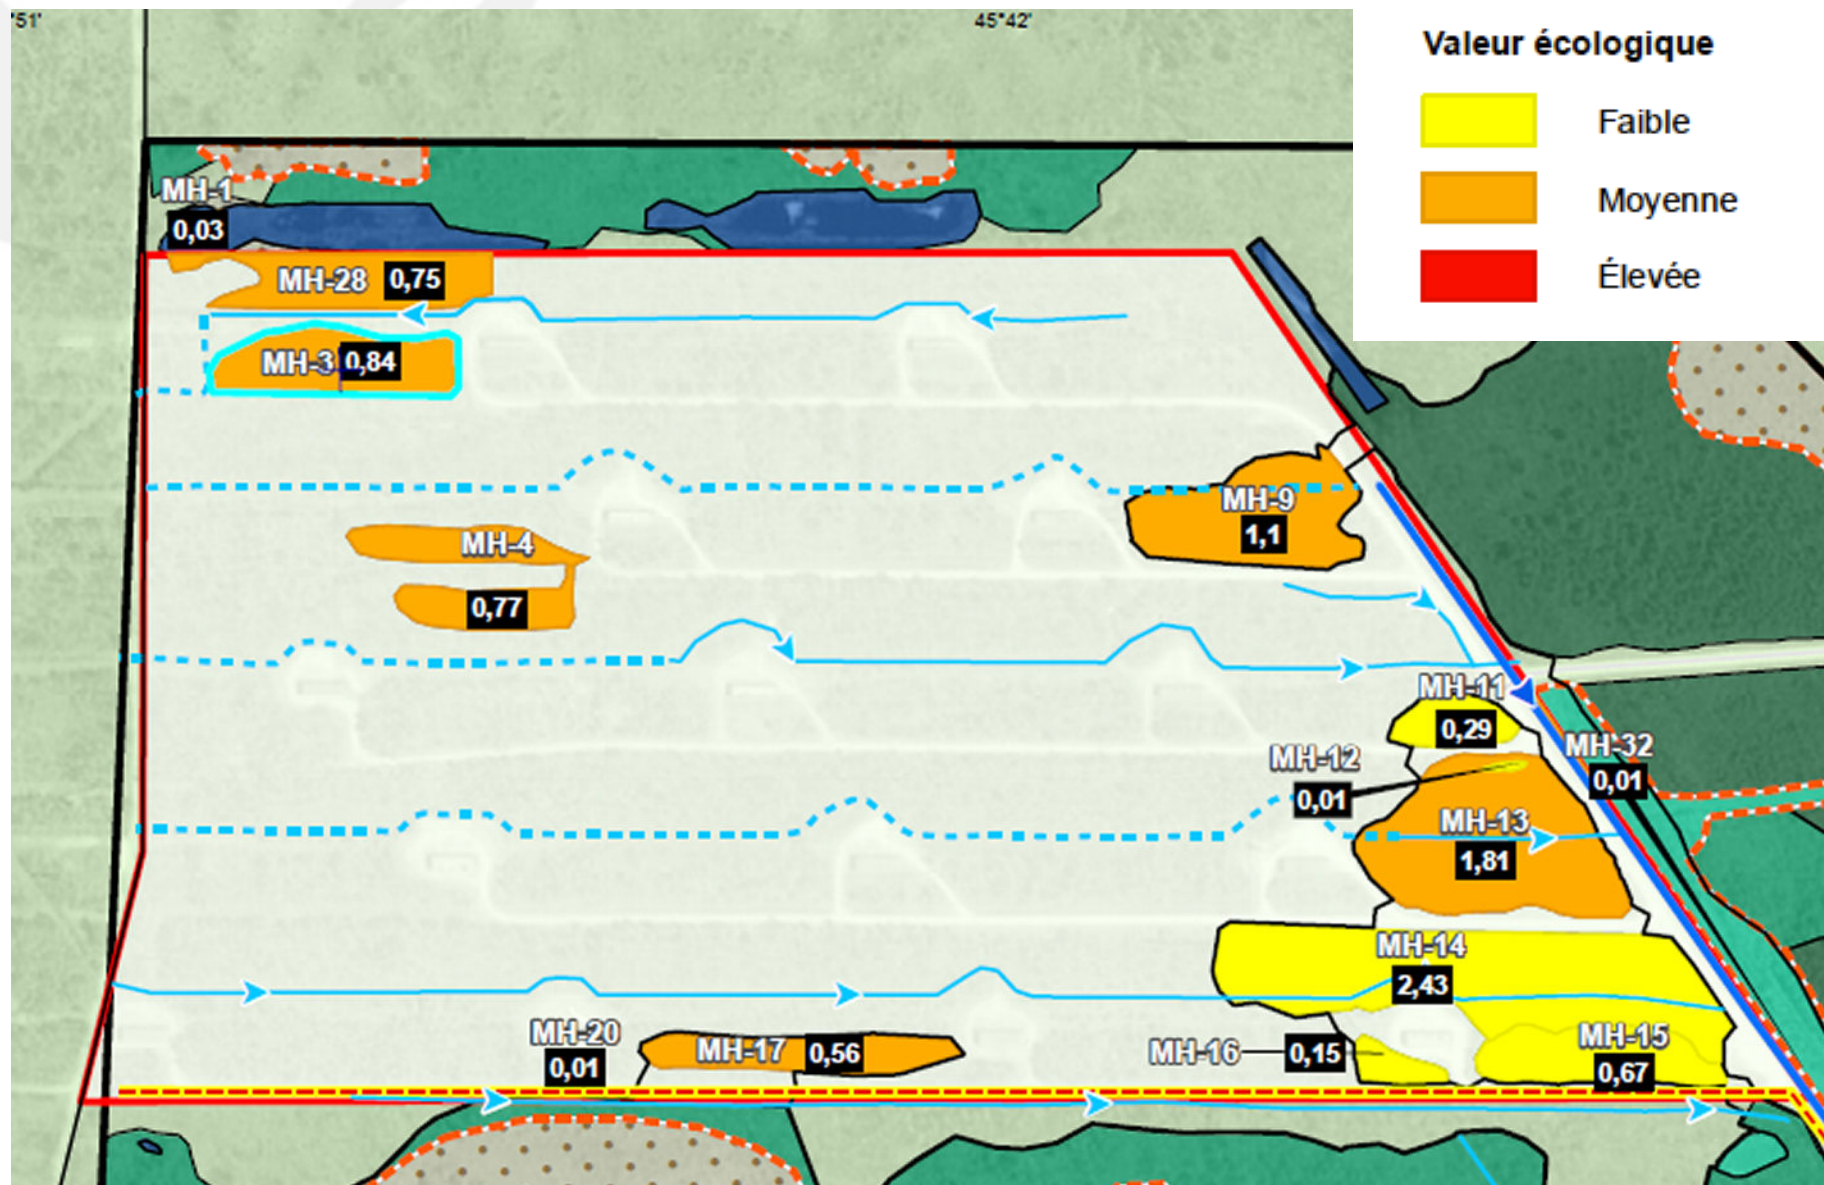 °51'
45°42'
Valeur écologique
Faible
Moyenne
Élevée
MH-1
0,03
MH-28 0,75
MH-3 0,84
MH-9
1,1
MH-4
0,77
MH-11
0,29
MH-12
0,01
MH-32
0,01
MH-13
1,81
MH-14
2,43
MH-20
0,01
MH-17 0,56
MH-16 0,15
MH-15
0,67